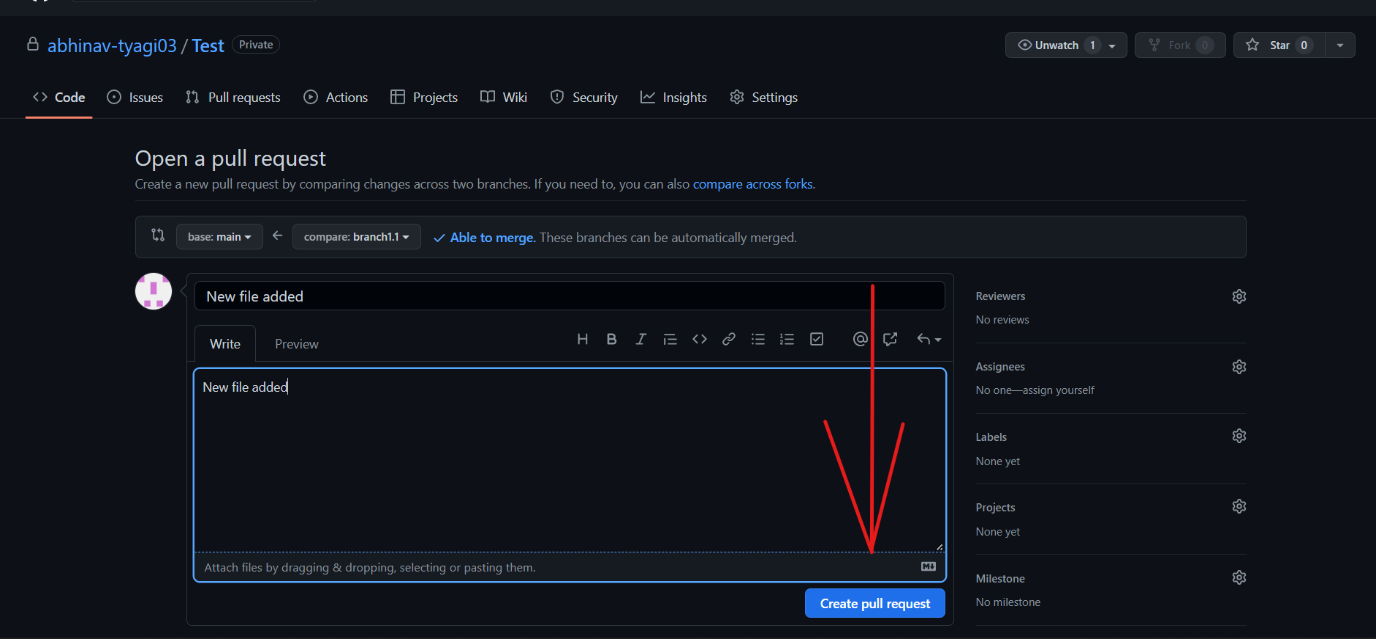 abhinav-tyagi03 / Test Private
Unwatch 1 Fork 0 Star 0
Code Issues Pull requests Actions Projects Wiki Security Insights Settings
Open a pull request
Create a new pull request by comparing changes across two branches. If you need to, you can also compare across forks.
base: main compare: branch1.1 Able to merge. These branches can be automatically merged.
New file added
Write Preview
New file added
Attach files by dragging & dropping, selecting or pasting them.
Create pull request
Reviewers
No reviews
Assignees
No one—assign yourself
Labels
None yet
Projects
None yet
Milestone
No milestone